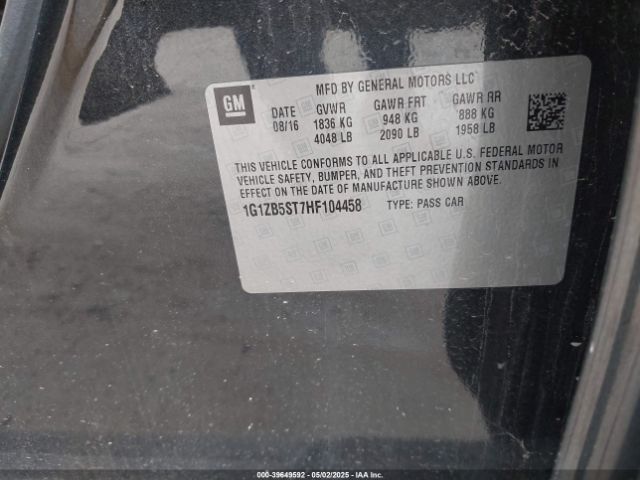 GM
MFD BY GENERAL MOTORS LLC
DATE GVWR GAWR FRT GAWR RR
08/16 1836 KG 948 KG 888 KG
4048 LB 2090 LB 1958 LB
THIS VEHICLE CONFORMS TO ALL APPLICABLE U.S. FEDERAL MOTOR
VEHICLE SAFETY, BUMPER, AND THEFT PREVENTION STANDARDS IN
EFFECT ON THE DATE OF MANUFACTURE SHOWN ABOVE.
1G1ZB5ST7HF104458 TYPE: PASS CAR
000-39649592 - 05/02/2025 - IAAI.com